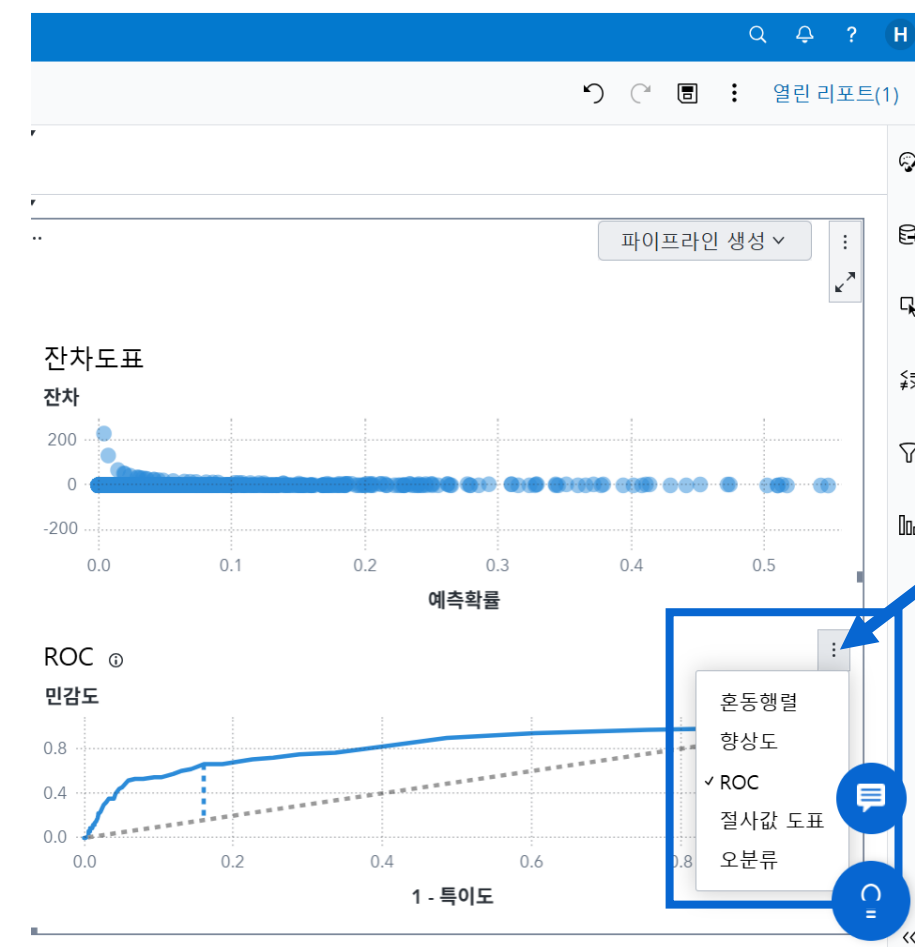 ? H
열린 리포트(1)
..
파이프라인 생성
잔차도표
잔차
200
0
-200
0.0 0.1 0.2 0.3 0.4 0.5
예측확률
ROC
민감도
혼동행렬
향상도
✓ ROC
절사값 도표
오분류
0.8
0.4
0.0
0.0 0.2 0.4 0.6 0.8
1 - 특이도